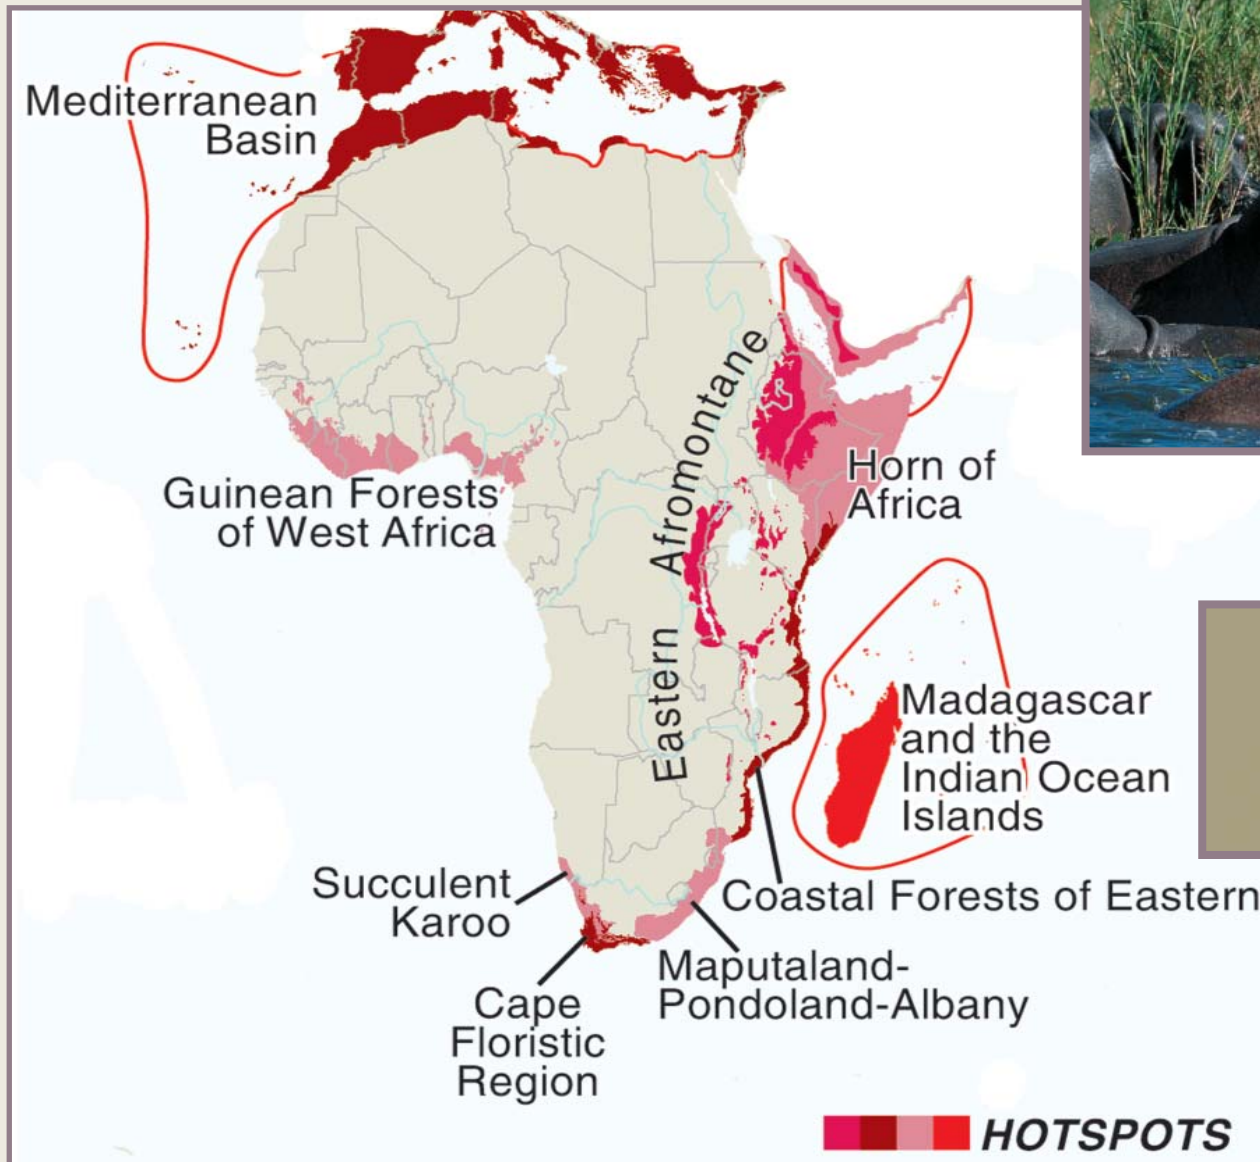 Mediterranean
Basin
Guinean Forests
of West Africa
Eastern Afromontane
Horn of
Africa
Madagascar
and the
Indian Ocean
Islands
Succulent
Karoo
Coastal Forests of Eastern
Maputaland-
Pondoland-Albany
Cape
Floristic
Region
HOTSPOTS